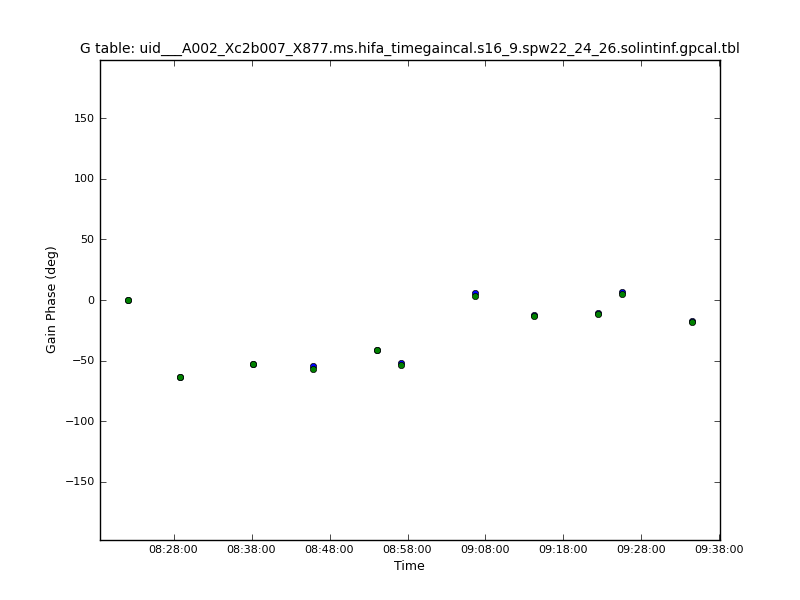 G table: uid___A002_Xc2b007_X877.ms.hifa_timegaincal.s16_9.spw22_24_26.solintinf.gpcal.tbl
150
100
50
0
−50
−100
−150
Gain Phase (deg)
08:28:00 08:38:00 08:48:00 08:58:00 09:08:00 09:18:00 09:28:00 09:38:00
Time